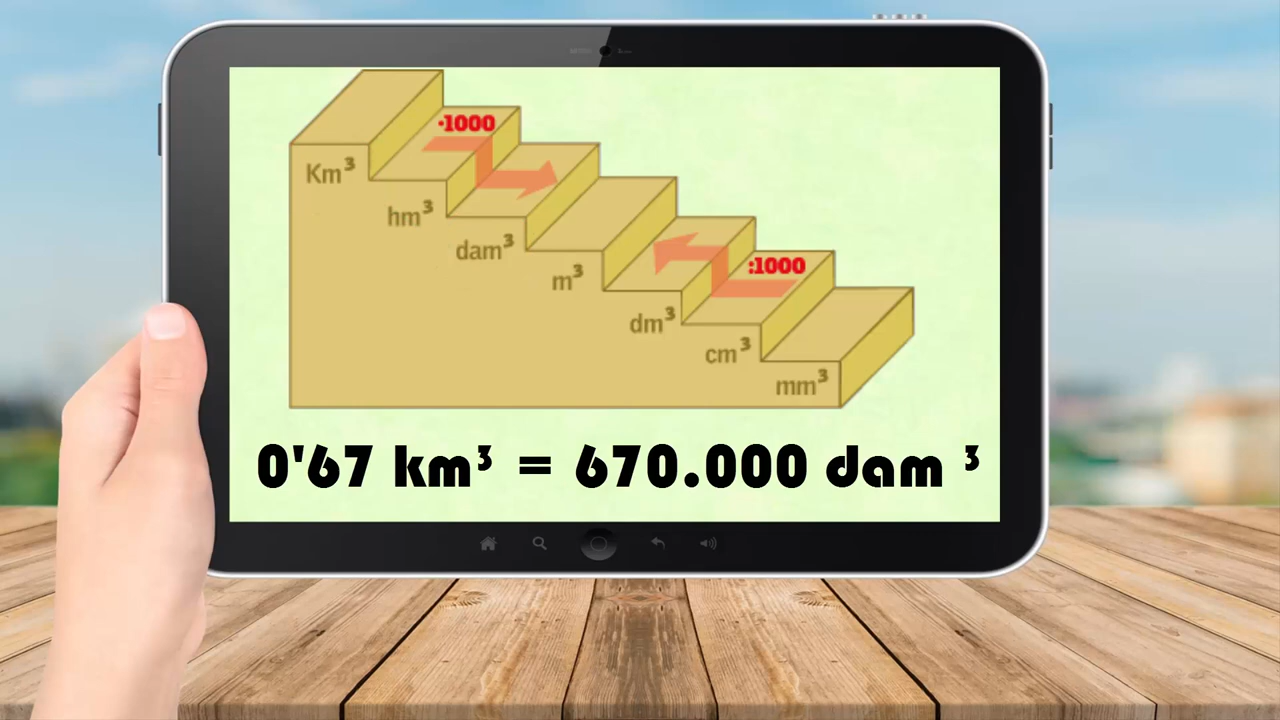 ·1000
Km³
hm³
dam³
m³
:1000
dm³
cm³
mm³
0'67 km³ = 670.000 dam ³